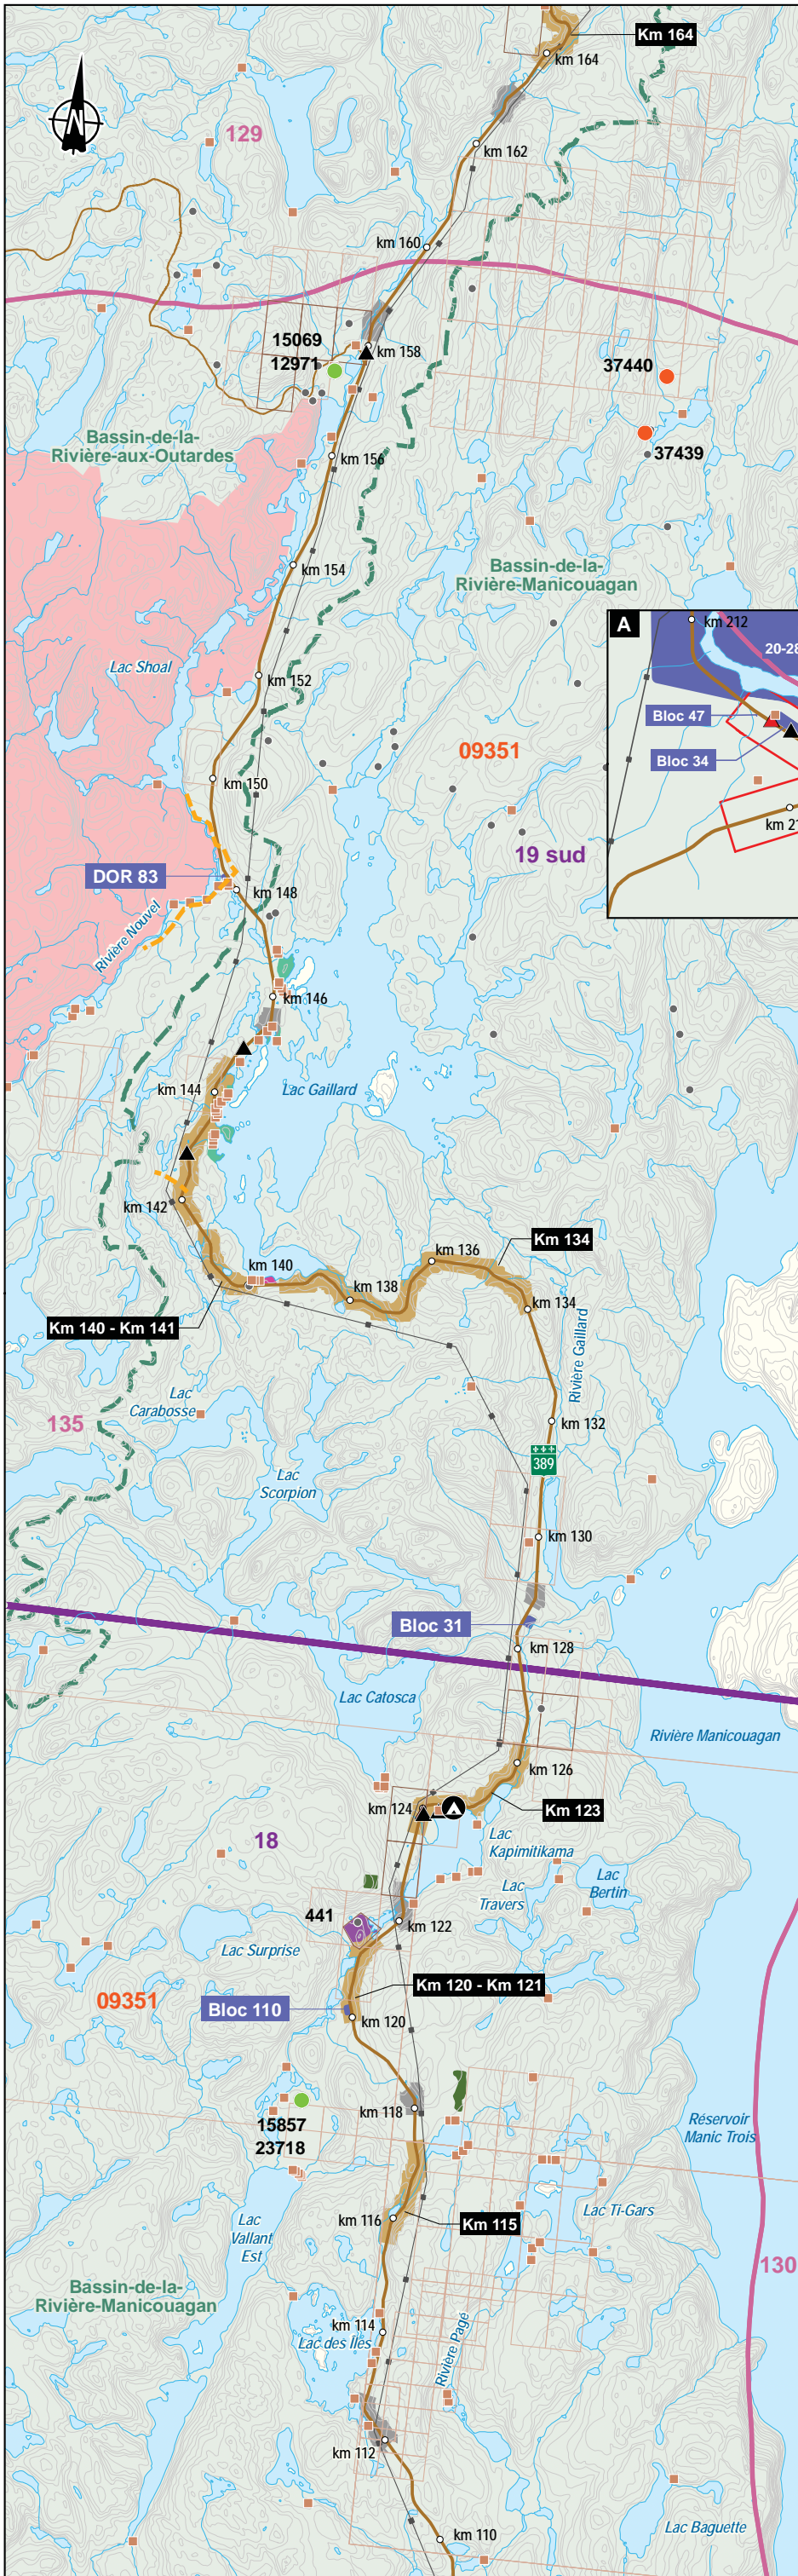 Km 164
km 164
N
129
km 162
km 160
15069
12971
km 158
37440
37439
Bassin-de-la-
Rivière-aux-Outardes
km 156
km 154
Bassin-de-la-
Rivière-Manicouagan
A
km 212
20-28
Lac Shoal
km 152
Bloc 47
09351
Bloc 34
km 150
km 21
19 sud
DOR 83
km 148
Rivière Nouvel
km 146
km 144
Lac Gaillard
km 142
Km 134
km 136
km 140
km 138
km 134
Km 140 - Km 141
Rivière Gaillard
Lac
Carabosse
135
km 132
389
Lac
Scorpion
km 130
Bloc 31
km 128
Lac Catosca
Rivière Manicouagan
km 126
km 124
Km 123
18
Lac
Kapimitikama
Lac
Bertin
Lac
Travers
441
km 122
Lac Surprise
Km 120 - Km 121
09351
Bloc 110
km 120
km 118
15857
23718
Réservoir
Manic Trois
km 116
Km 115
Lac Ti-Gars
Lac
Vallant
Est
130
Bassin-de-la-
Rivière-Manicouagan
km 114
Lac des Îles
Rivière Pagé
km 112
km 110
Lac Baguette